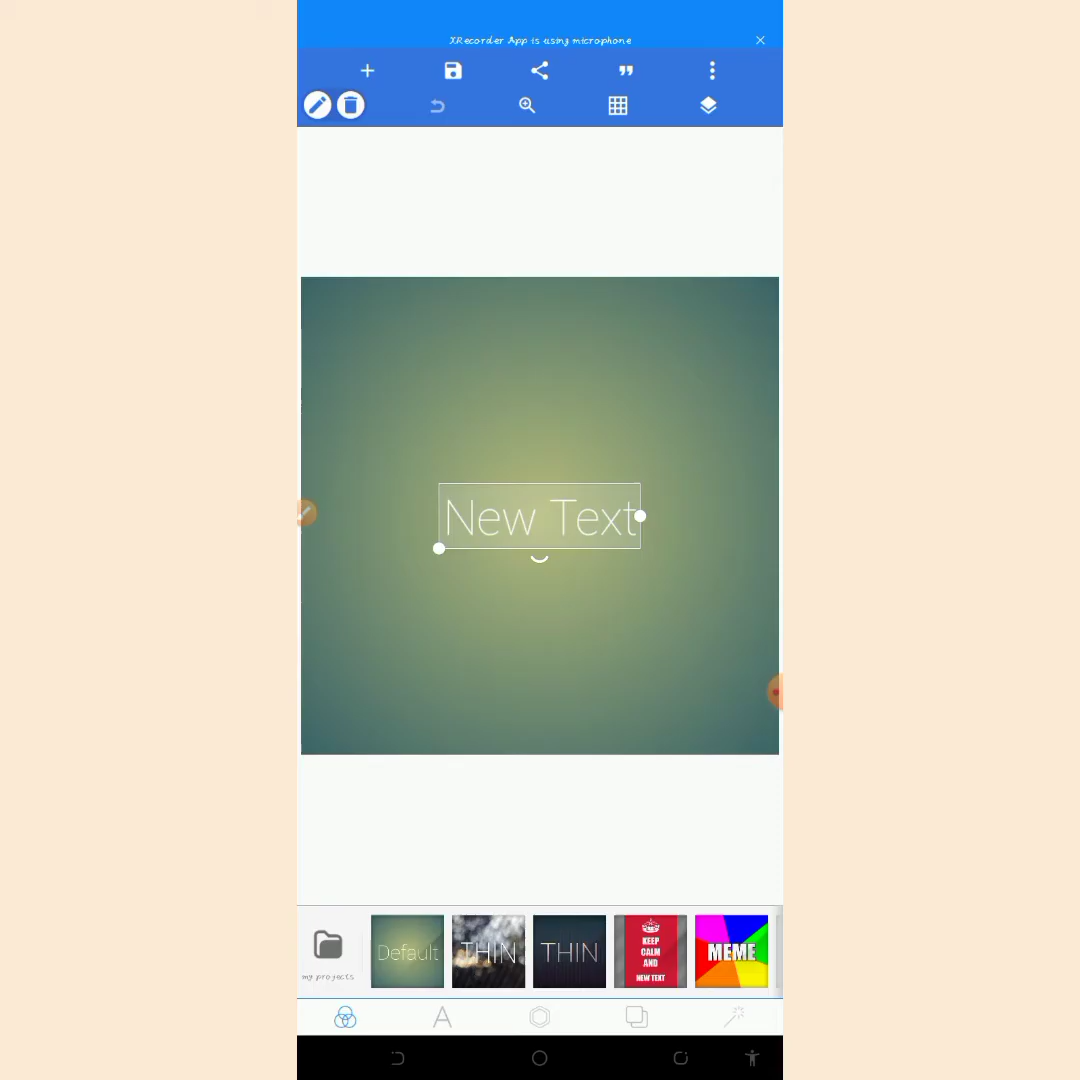 XRecorder App is using microphone
New Text
my projects
Default
THIN
THIN
KEEP
CALM
AND
NEW TEXT
MEME